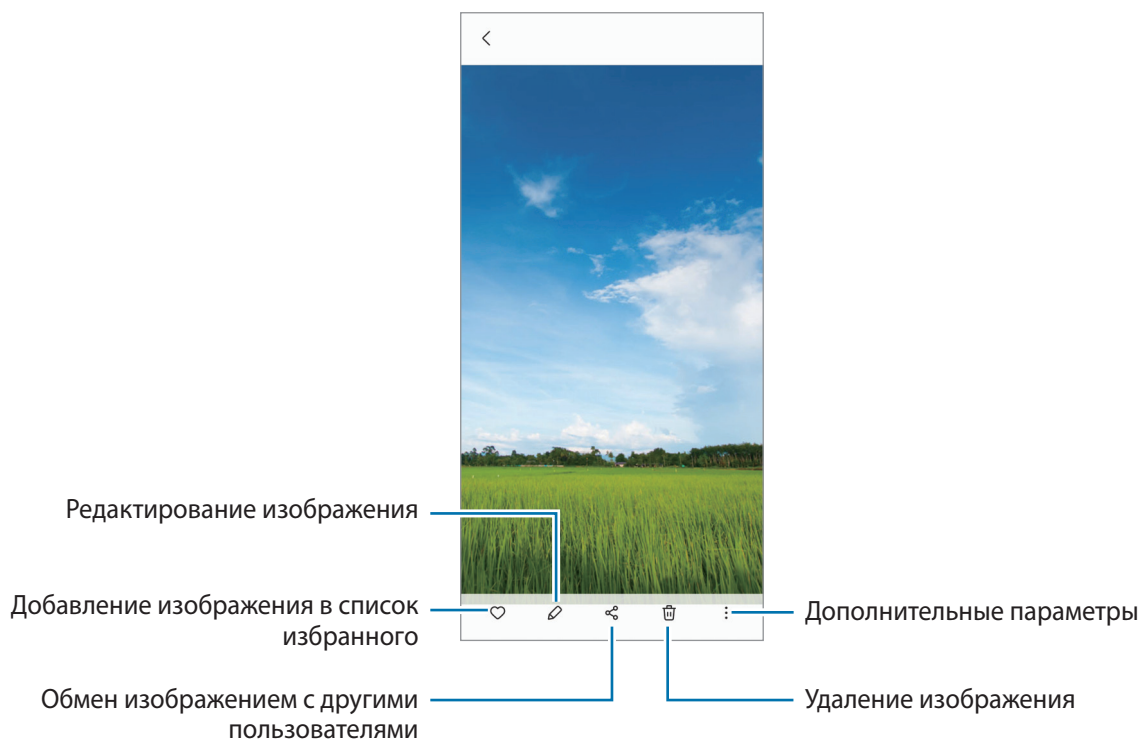 Редактирование изображения
Добавление изображения в список
избранного
Дополнительные параметры
Обмен изображением с другими
пользователями
Удаление изображения